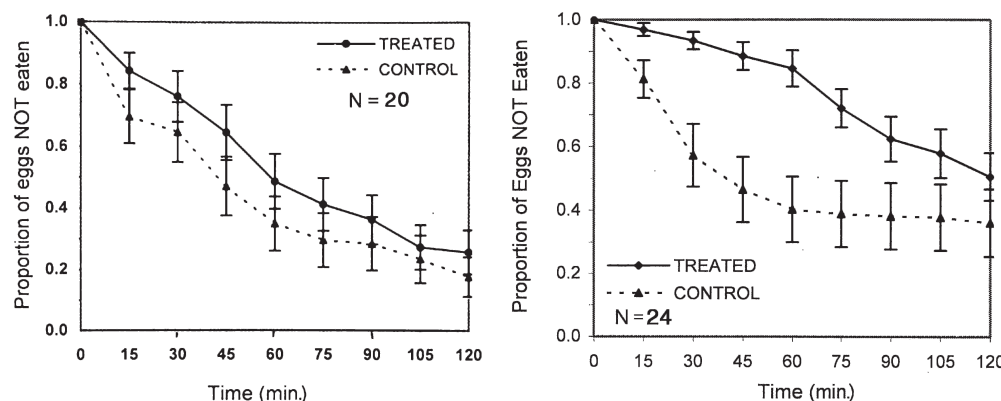 Proportion of eggs NOT eaten
1.0
0.8
0.6
0.4
0.2
0.0
TREATED
CONTROL
N = 20
0 15 30 45 60 75 90 105 120
Time (min.)
Proportion of Eggs NOT Eaten
1.0
0.8
0.6
0.4
0.2
0.0
TREATED
CONTROL
N = 24
0 15 30 45 60 75 90 105 120
Time (min.)